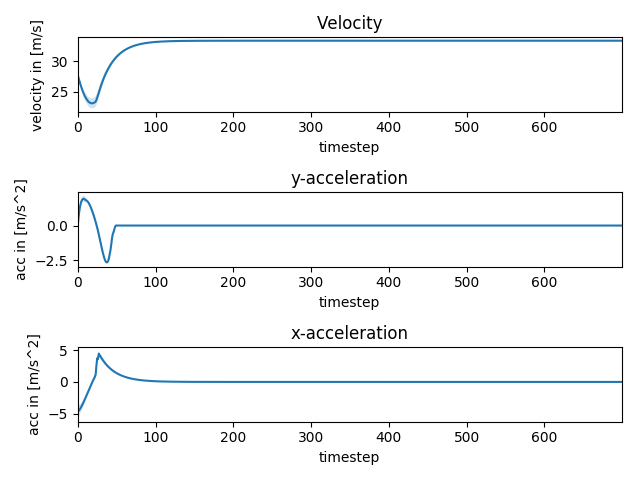 Velocity
velocity in [m/s]
30
25
0 100 200 300 400 500 600
timestep
y-acceleration
acc in [m/s^2]
0.0
−2.5
0 100 200 300 400 500 600
timestep
x-acceleration
acc in [m/s^2]
5
0
−5
0 100 200 300 400 500 600
timestep